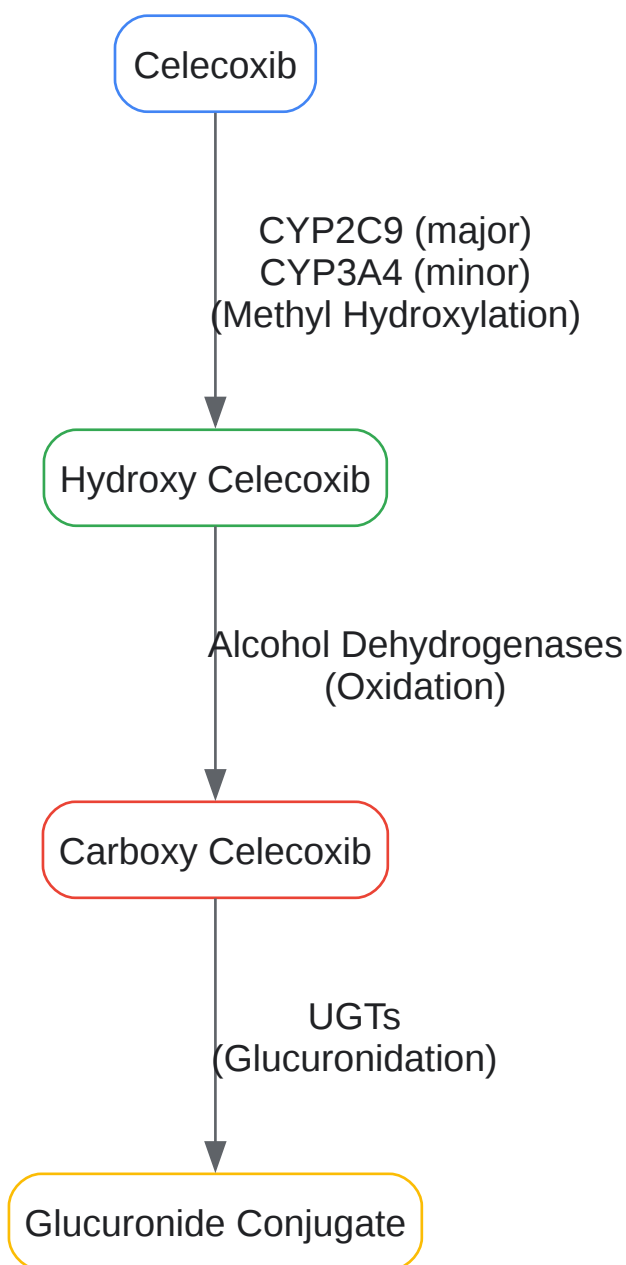 Celecoxib
CYP2C9 (major)
CYP3A4 (minor)
(Methyl Hydroxylation)
Hydroxy Celecoxib
Alcohol Dehydrogenases
(Oxidation)
Carboxy Celecoxib
UGTs
(Glucuronidation)
Glucuronide Conjugate